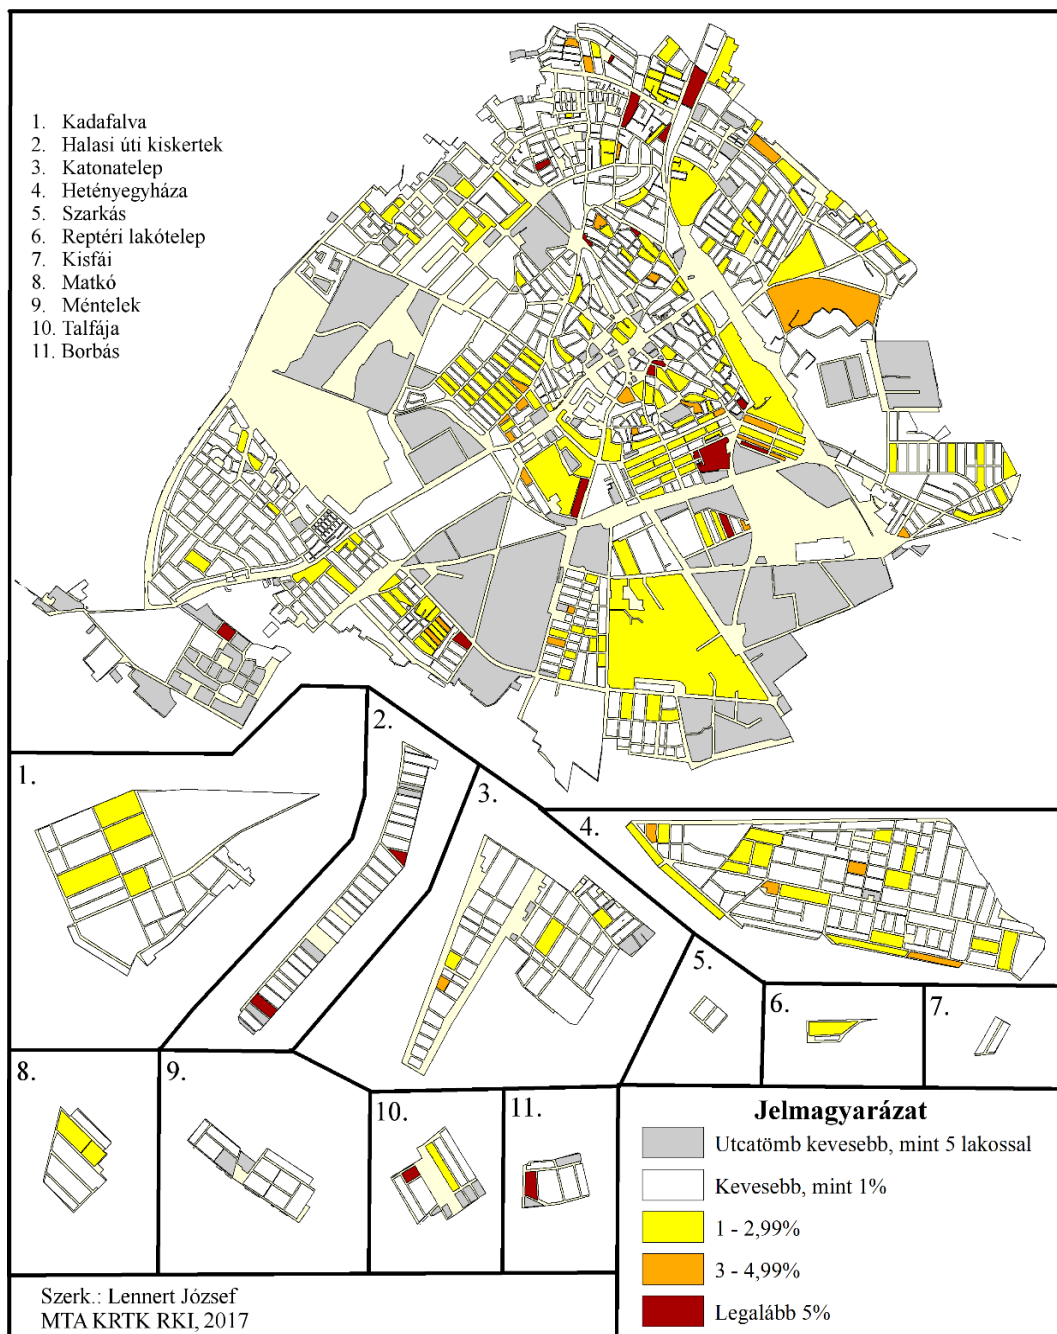 1. Kadafalva
2. Halasi úti kiskertek
3. Katonatelep
4. Hetényegyháza
5. Szarkás
6. Reptéri lakótelep
7. Kisfái
8. Matkó
9. Méntelek
10. Talfája
11. Borbás
1.
2.
3.
4.
5.
6.
7.
8.
9.
10.
11.
Jelmagyarázat
Utcatömb kevesebb, mint 5 lakossal
Kevesebb, mint 1%
1 - 2,99%
3 - 4,99%
Legalább 5%
Szerk.: Lennert József
MTA KRTK RKI, 2017